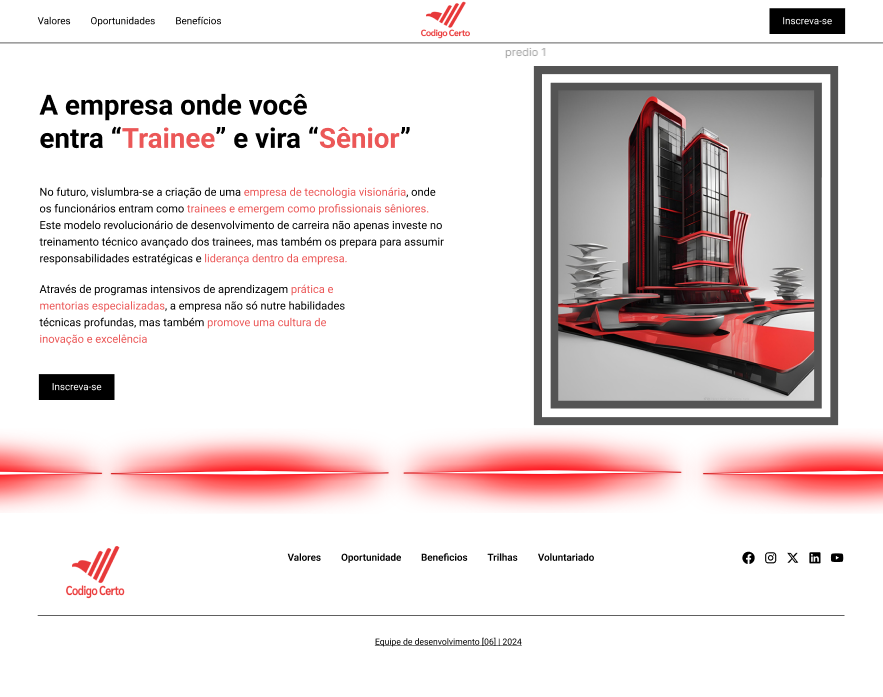 Valores Oportunidades Benefícios
Codigo Certo
Inscreva-se
predio 1
A empresa onde você
entra “Trainee” e vira “Sênior”
No futuro, vislumbra-se a criação de uma empresa de tecnologia visionária, onde
os funcionários entram como trainees e emergem como profissionais sêniores.
Este modelo revolucionário de desenvolvimento de carreira não apenas investe no
treinamento técnico avançado dos trainees, mas também os prepara para assumir
responsabilidades estratégicas e liderança dentro da empresa.
Através de programas intensivos de aprendizagem prática e
mentorias especializadas, a empresa não só nutre habilidades
técnicas profundas, mas também promove uma cultura de
inovação e excelência
Inscreva-se
Codigo Certo
Valores Oportunidade Beneficios Trilhas Voluntariado
Equipe de desenvolvimento [06] | 2024